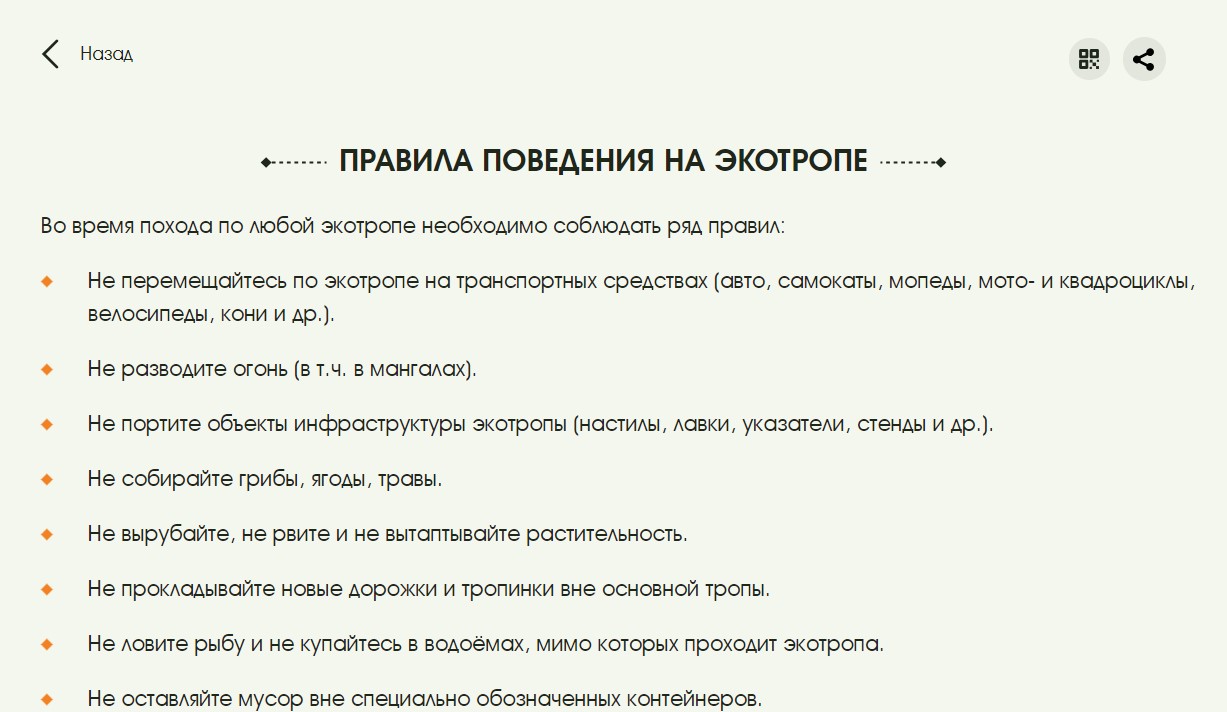 Назад
ПРАВИЛА ПОВЕДЕНИЯ НА ЭКОТРОПЕ
Во время похода по любой экотропе необходимо соблюдать ряд правил:
Не перемещайтесь по экотропе на транспортных средствах (авто, самокаты, мопеды, мото- и квадроциклы,
велосипеды, кони и др.).
Не разводите огонь (в т.ч. в мангалах).
Не портите объекты инфраструктуры экотропы (настилы, лавки, указатели, стенды и др.).
Не собирайте грибы, ягоды, травы.
Не вырубайте, не рвите и не вытаптывайте растительность.
Не прокладывайте новые дорожки и тропинки вне основной тропы.
Не ловите рыбу и не купайтесь в водоёмах, мимо которых проходит экотропа.
Не оставляйте мусор вне специально обозначенных контейнеров.